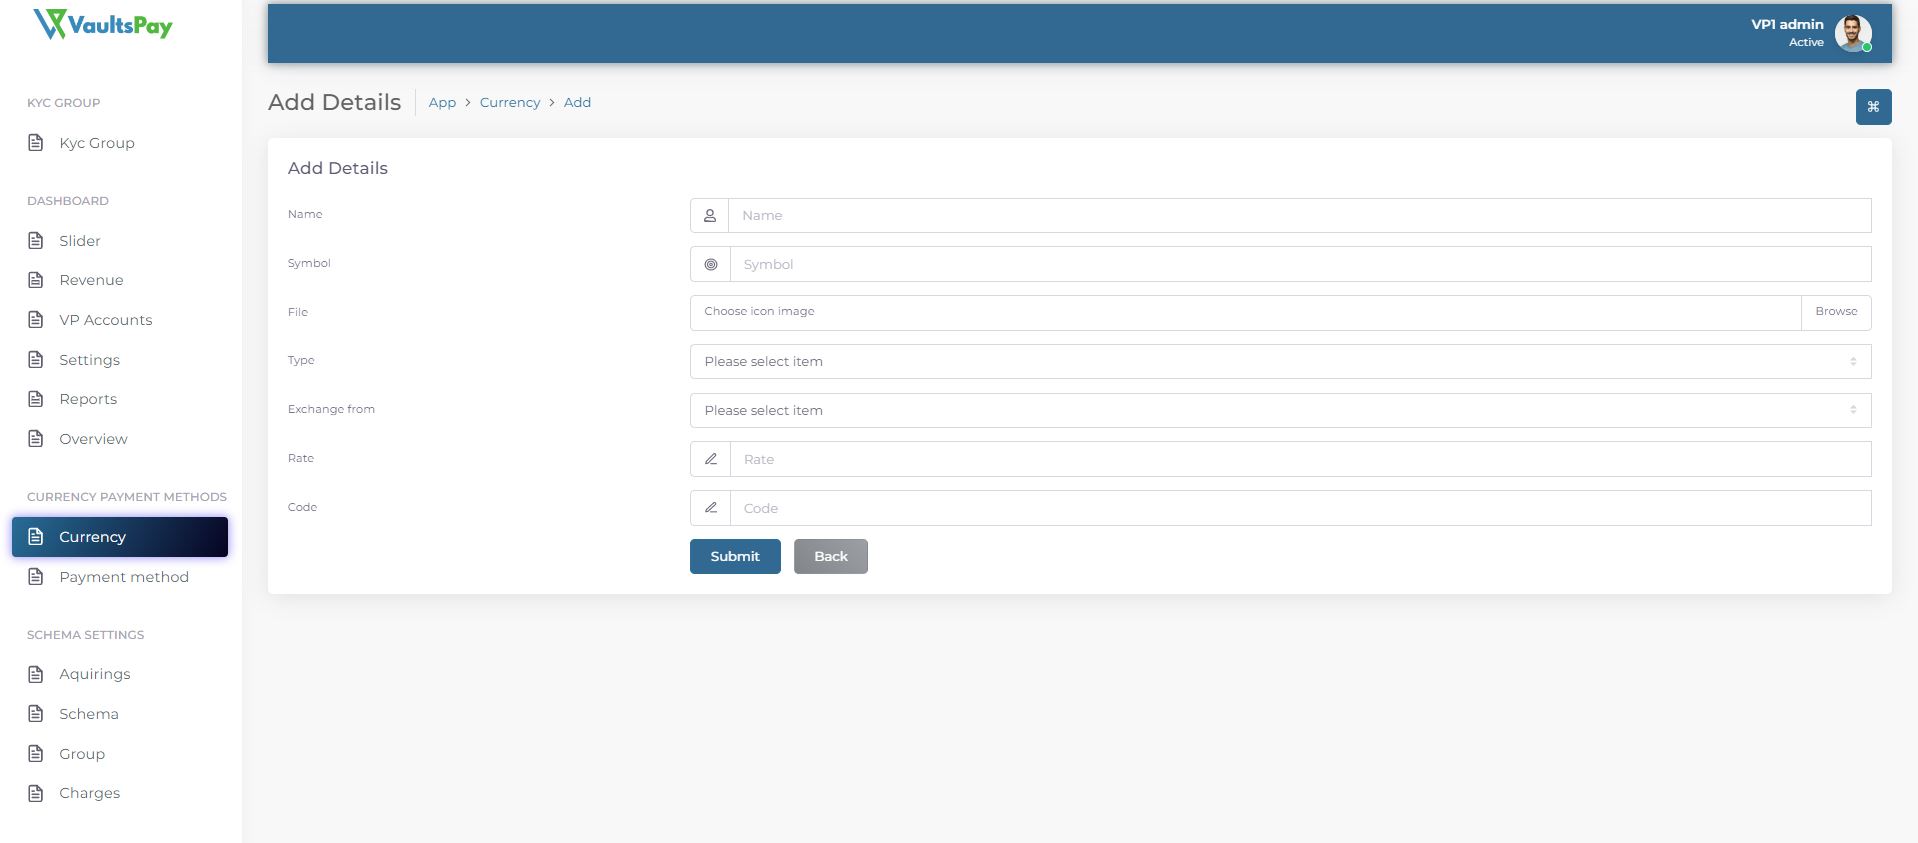 VaultsPay
VP1 admin
Active
KYC GROUP
Kyc Group
DASHBOARD
Slider
Revenue
VP Accounts
Settings
Reports
Overview
CURRENCY PAYMENT METHODS
Currency
Payment method
SCHEMA SETTINGS
Aquirings
Schema
Group
Charges
Add Details
App > Currency > Add
Add Details
Name Name
Symbol Symbol
File Choose icon image Browse
Type Please select item
Exchange from Please select item
Rate Rate
Code Code
Submit Back